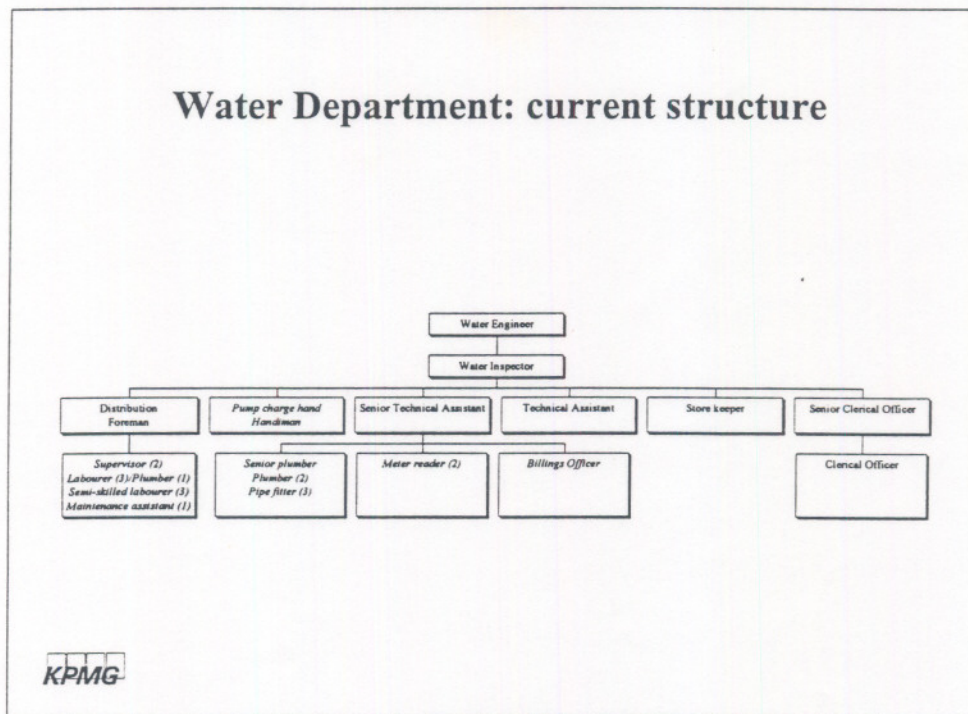 Water Department: current structure
Water Engineer
Water Inspector
Distribution
Foreman
Pump charge hand
Handiman
Senior Technical Assistant
Technical Assistant
Store keeper
Senior Clerical Officer
Supervisor (2)
Labourer (3)/Plumber (1)
Semi-skilled labourer (3)
Maintenance assistant (1)
Senior plumber
Plumber (2)
Pipe fitter (3)
Meter reader (2)
Billings Officer
Clerical Officer
KPMG